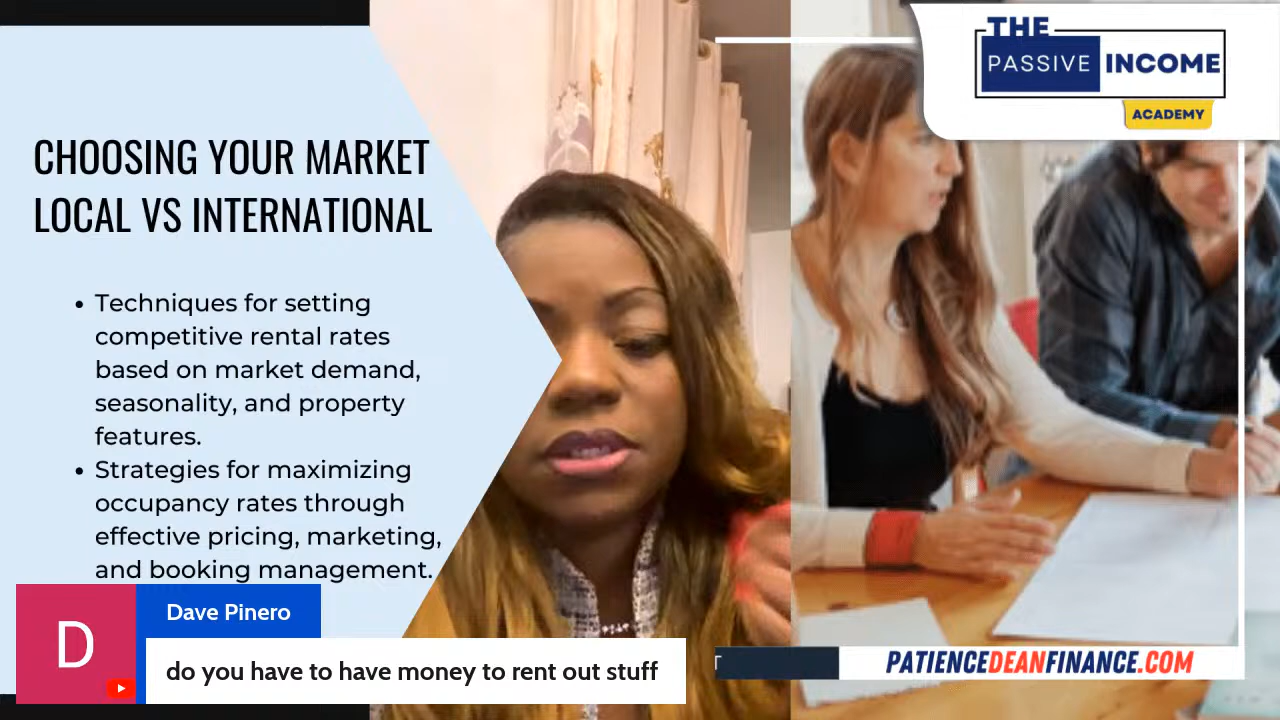 THE
PASSIVE INCOME
ACADEMY
CHOOSING YOUR MARKET
LOCAL VS INTERNATIONAL
• Techniques for setting
competitive rental rates
based on market demand,
seasonality, and property
features.
• Strategies for maximizing
occupancy rates through
effective pricing, marketing,
and booking management.
D
Dave Pinero
do you have to have money to rent out stuff
T
PATIENCEDEANFINANCE.COM